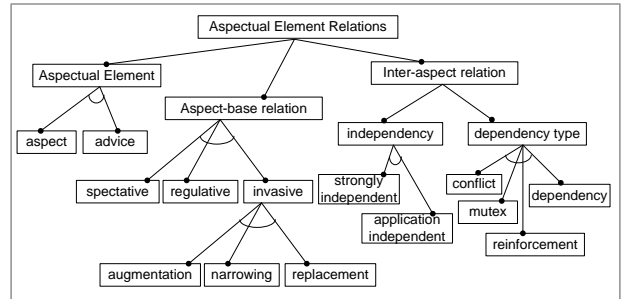 Aspectual Element Relations
Aspectual Element
Inter-aspect relation
Aspect-base relation
aspect
advice
independency
dependency type
spectative
regulative
invasive
strongly
independent
application
independent
conflict
mutex
dependency
reinforcement
augmentation
narrowing
replacement